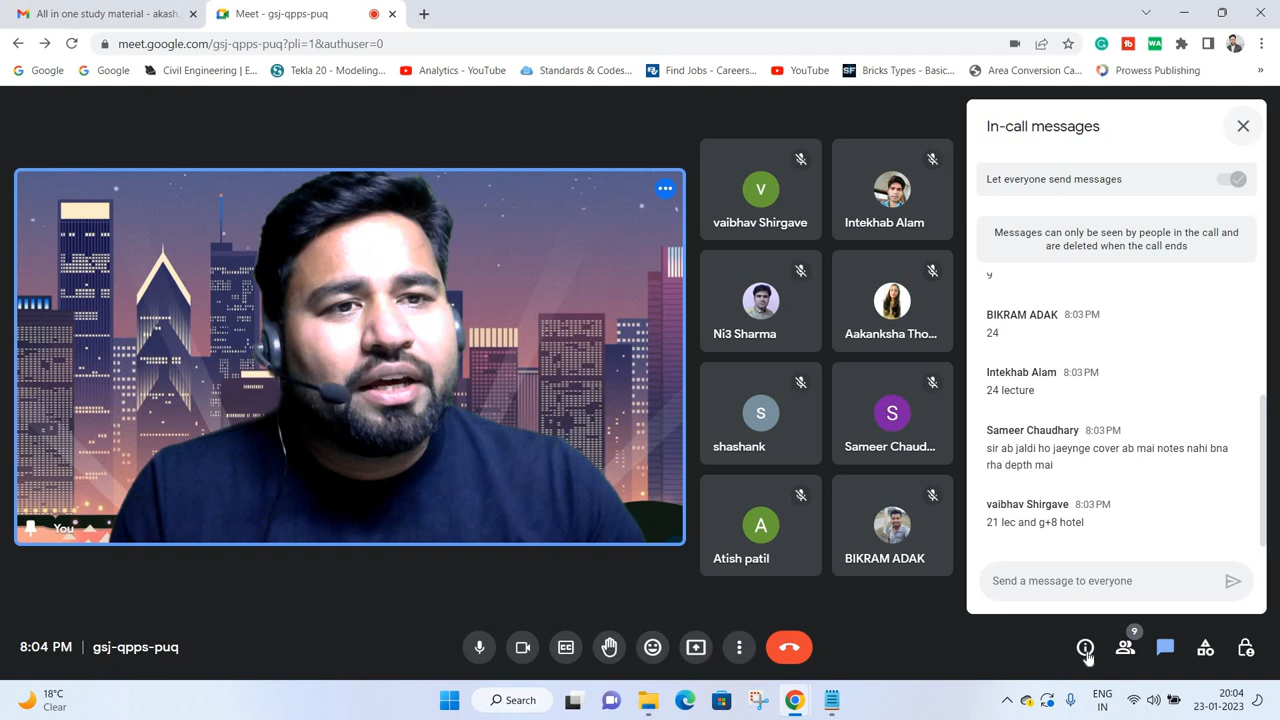 All in one study material - akash.
Meet - gsj-qpps-puq
meet.google.com/gsj-qpps-puq?pli=1&authuser=0
Google
Google
Civil Engineering | E...
Tekla 20 - Modeling...
Analytics - YouTube
Standards & Codes...
Find Jobs - Careers...
YouTube
Bricks Types - Basic...
Area Conversion Ca...
Prowess Publishing
»
In-call messages
Let everyone send messages
Messages can only be seen by people in the call and
are deleted when the call ends
9
BIKRAM ADAK 8:03 PM
24
Intekhab Alam 8:03 PM
24 lecture
Sameer Chaudhary 8:03 PM
sir ab jaldi ho jaeynge cover ab mai notes nahi bna
rha depth mai
vaibhav Shirgave 8:03 PM
21 lec and g+8 hotel
Send a message to everyone
You
v
vaibhav Shirgave
Intekhab Alam
Ni3 Sharma
Aakanksha Tho...
s
shashank
S
Sameer Chaud...
A
Atish patil
BIKRAM ADAK
8:04 PM | gsj-qpps-puq
CC
9
18°C
Clear
Search
ENG
IN
20:04
23-01-2023